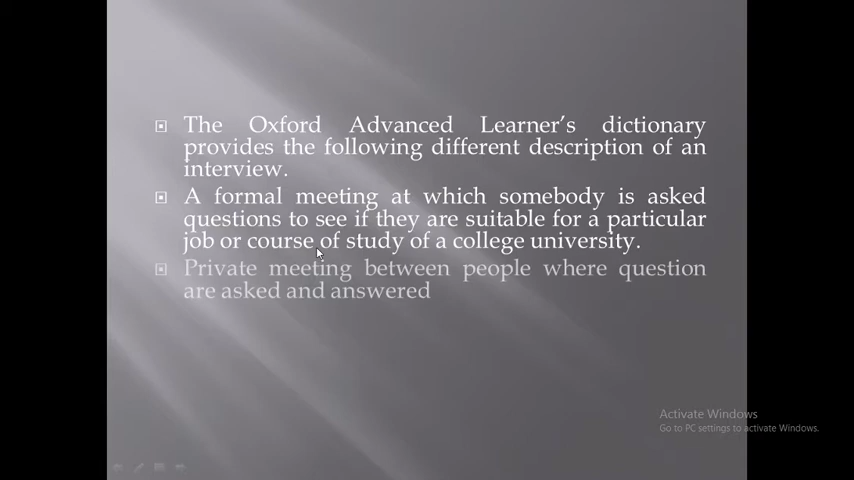 The Oxford Advanced Learner's dictionary
provides the following different description of an
interview.
A formal meeting at which somebody is asked
questions to see if they are suitable for a particular
job or course of study of a college university.
Private meeting between people where question
are asked and answered
Activate Windows
Go to PC settings to activate Windows.